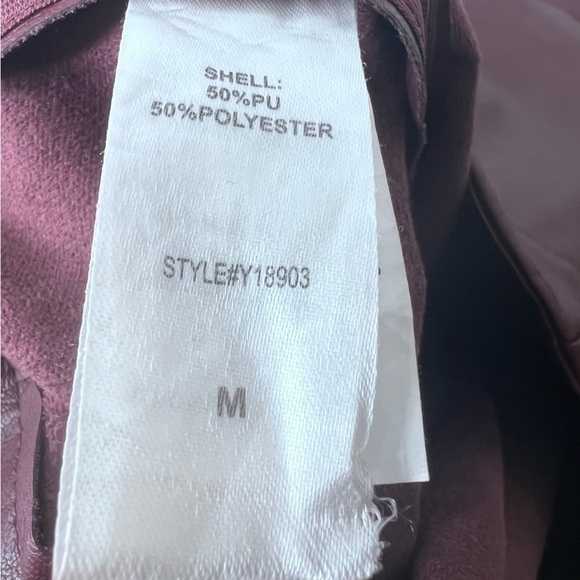 SHELL:
50%PU
50%POLYESTER
STYLE#Y18903
M